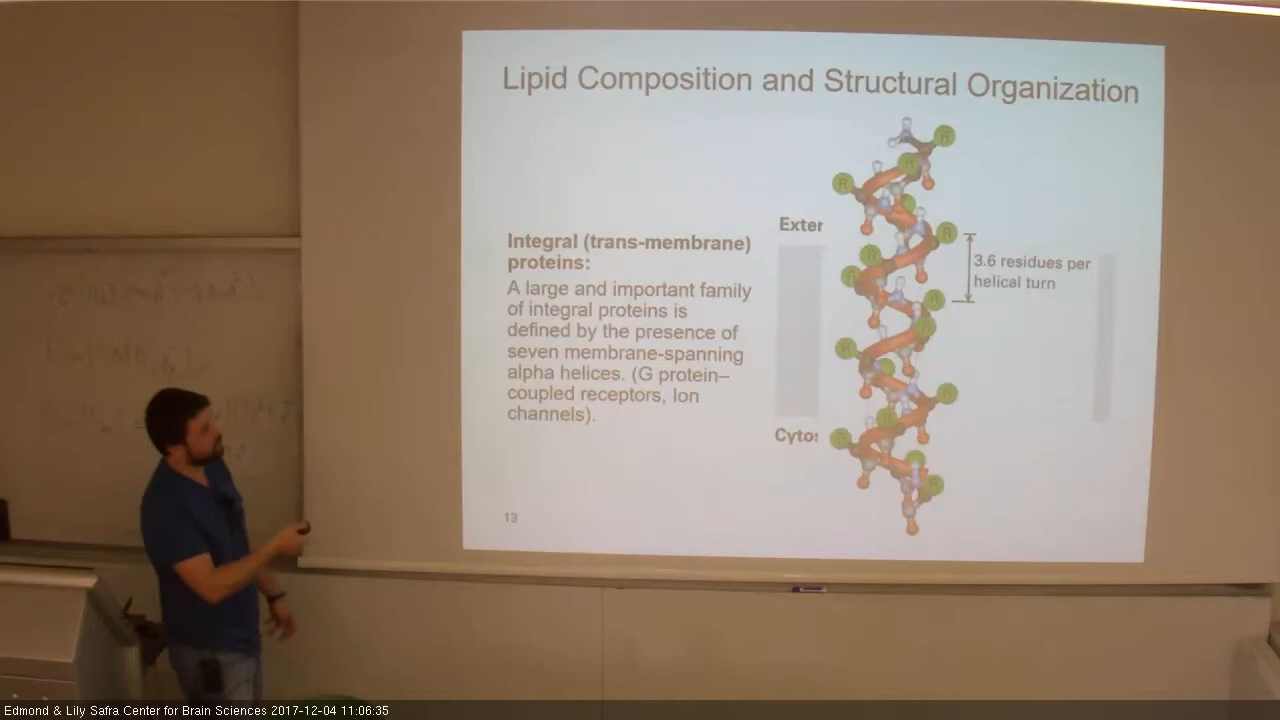 Lipid Composition and Structural Organization
Integral (trans-membrane)
proteins:
A large and important family
of integral proteins is
defined by the presence of
seven membrane-spanning
alpha helices. (G protein–
coupled receptors, Ion
channels).
Exter
Cytos
3.6 residues per
helical turn
R
R
R
R
R
R
R
R
R
R
R
R
R
R
13
Edmond & Lily Safra Center for Brain Sciences 2017-12-04 11:06:35